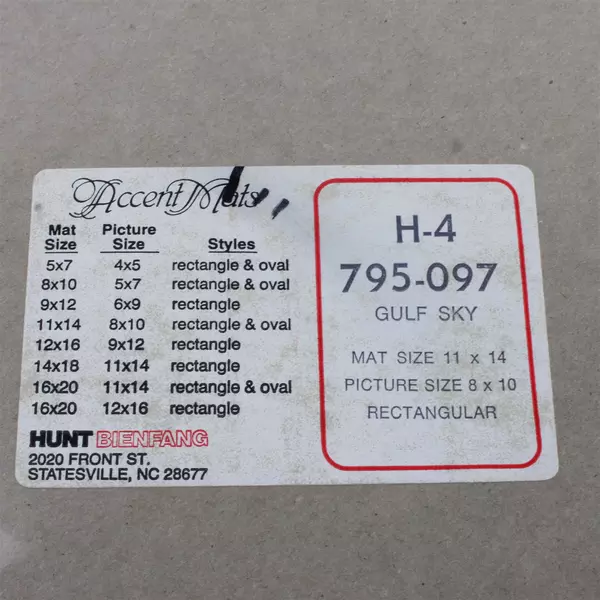 Accent Mats
Mat Size Picture Size Styles
5x7 4x5 rectangle & oval
8x10 5x7 rectangle & oval
9x12 6x9 rectangle
11x14 8x10 rectangle & oval
12x16 9x12 rectangle
14x18 11x14 rectangle
16x20 11x14 rectangle & oval
16x20 12x16 rectangle
HUNT BIENFANG
2020 FRONT ST.
STATESVILLE, NC 28677
H-4
795-097
GULF SKY
MAT SIZE 11 x 14
PICTURE SIZE 8 x 10
RECTANGULAR